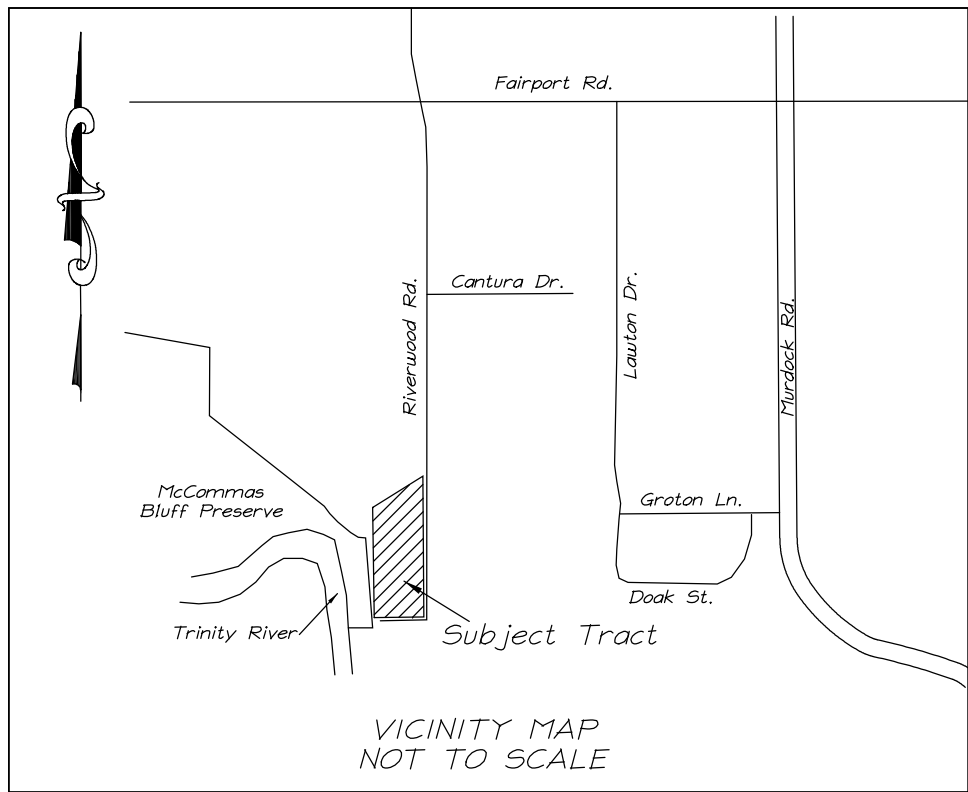 Fairport Rd.
Cantura Dr.
Riverwood Rd.
Lawton Dr.
Murdock Rd.
McCommas
Bluff Preserve
Groton Ln.
Doak St.
Trinity River
Subject Tract
VICINITY MAP
NOT TO SCALE